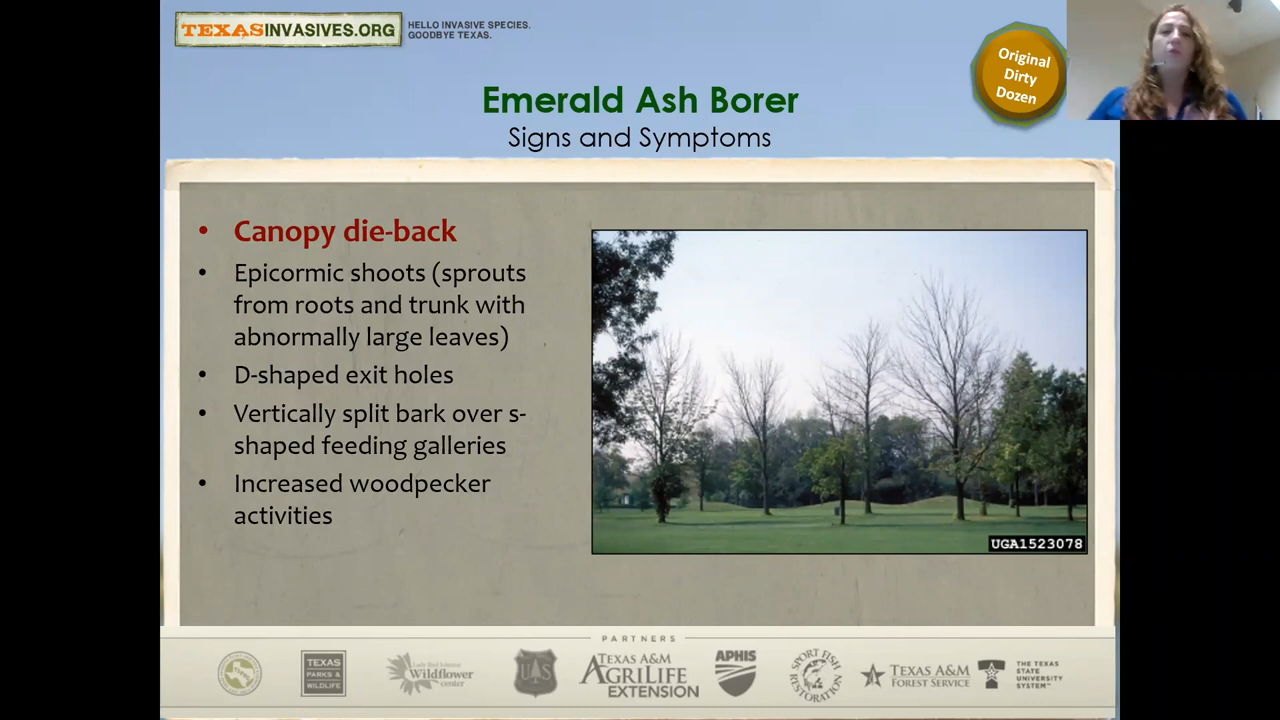 TEXASINVASIVES.ORG
HELLO INVASIVE SPECIES.
GOODBYE TEXAS.
Original
Dirty
Dozen
Emerald Ash Borer
Signs and Symptoms
• Canopy die-back
• Epicormic shoots (sprouts
from roots and trunk with
abnormally large leaves)
• D-shaped exit holes
• Vertically split bark over s-
shaped feeding galleries
• Increased woodpecker
activities
UGA1523078
PARTNERS
TEXAS
PARKS &
WILDLIFE
Lady Bird Johnson
Wildflower
center
UAS
TEXAS A&M
AGRILIFE
EXTENSION
APHIS
SPORT FISH
RESTORATION
TEXAS A&M
FOREST SERVICE
THE TEXAS
STATE
UNIVERSITY
SYSTEM™